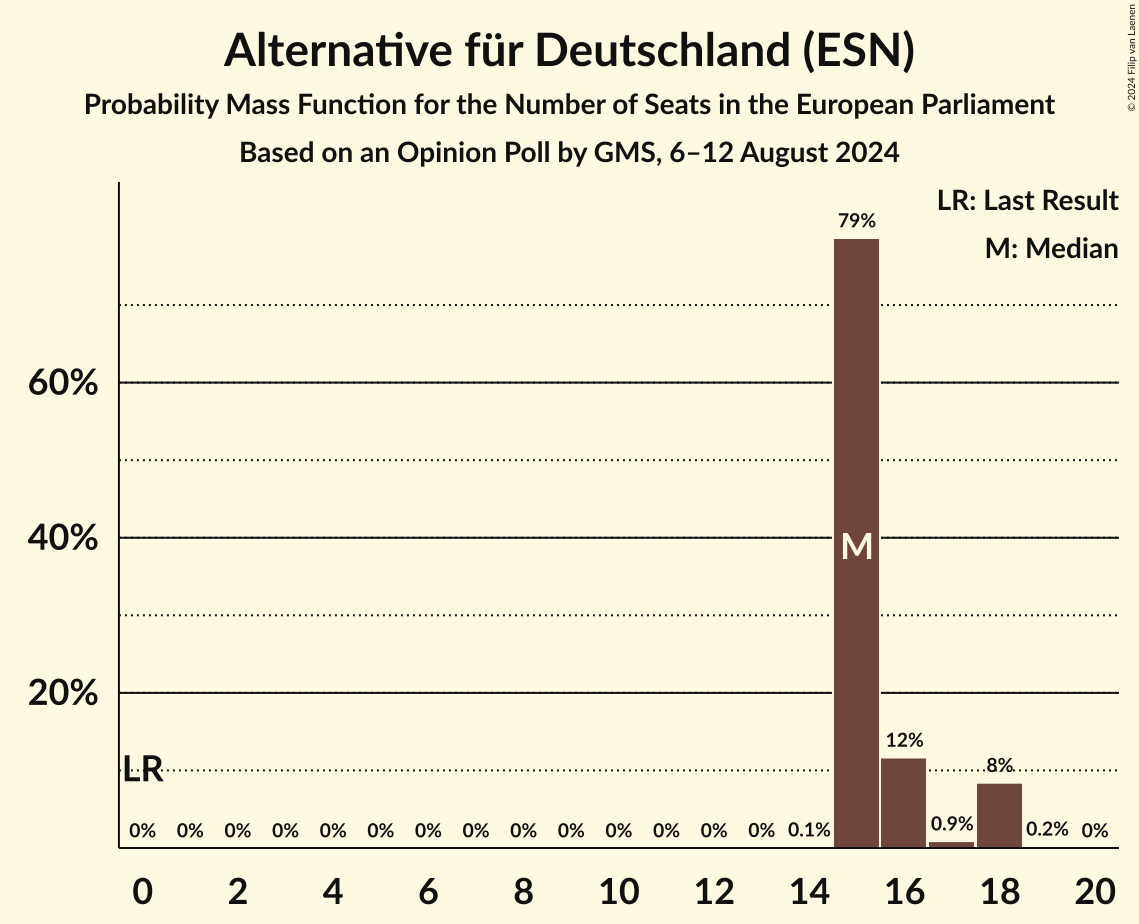 Alternative für Deutschland (ESN)
Probability Mass Function for the Number of Seats in the European Parliament
Based on an Opinion Poll by GMS, 6–12 August 2024
© 2024 Filip van Laenen
LR: Last Result
M: Median
79%
60%
40%
M
20%
12%
8%
LR
0% 0% 0% 0% 0% 0% 0% 0% 0% 0% 0% 0% 0% 0% 0.1% 0.9% 0.2% 0%
0 2 4 6 8 10 12 14 16 18 20